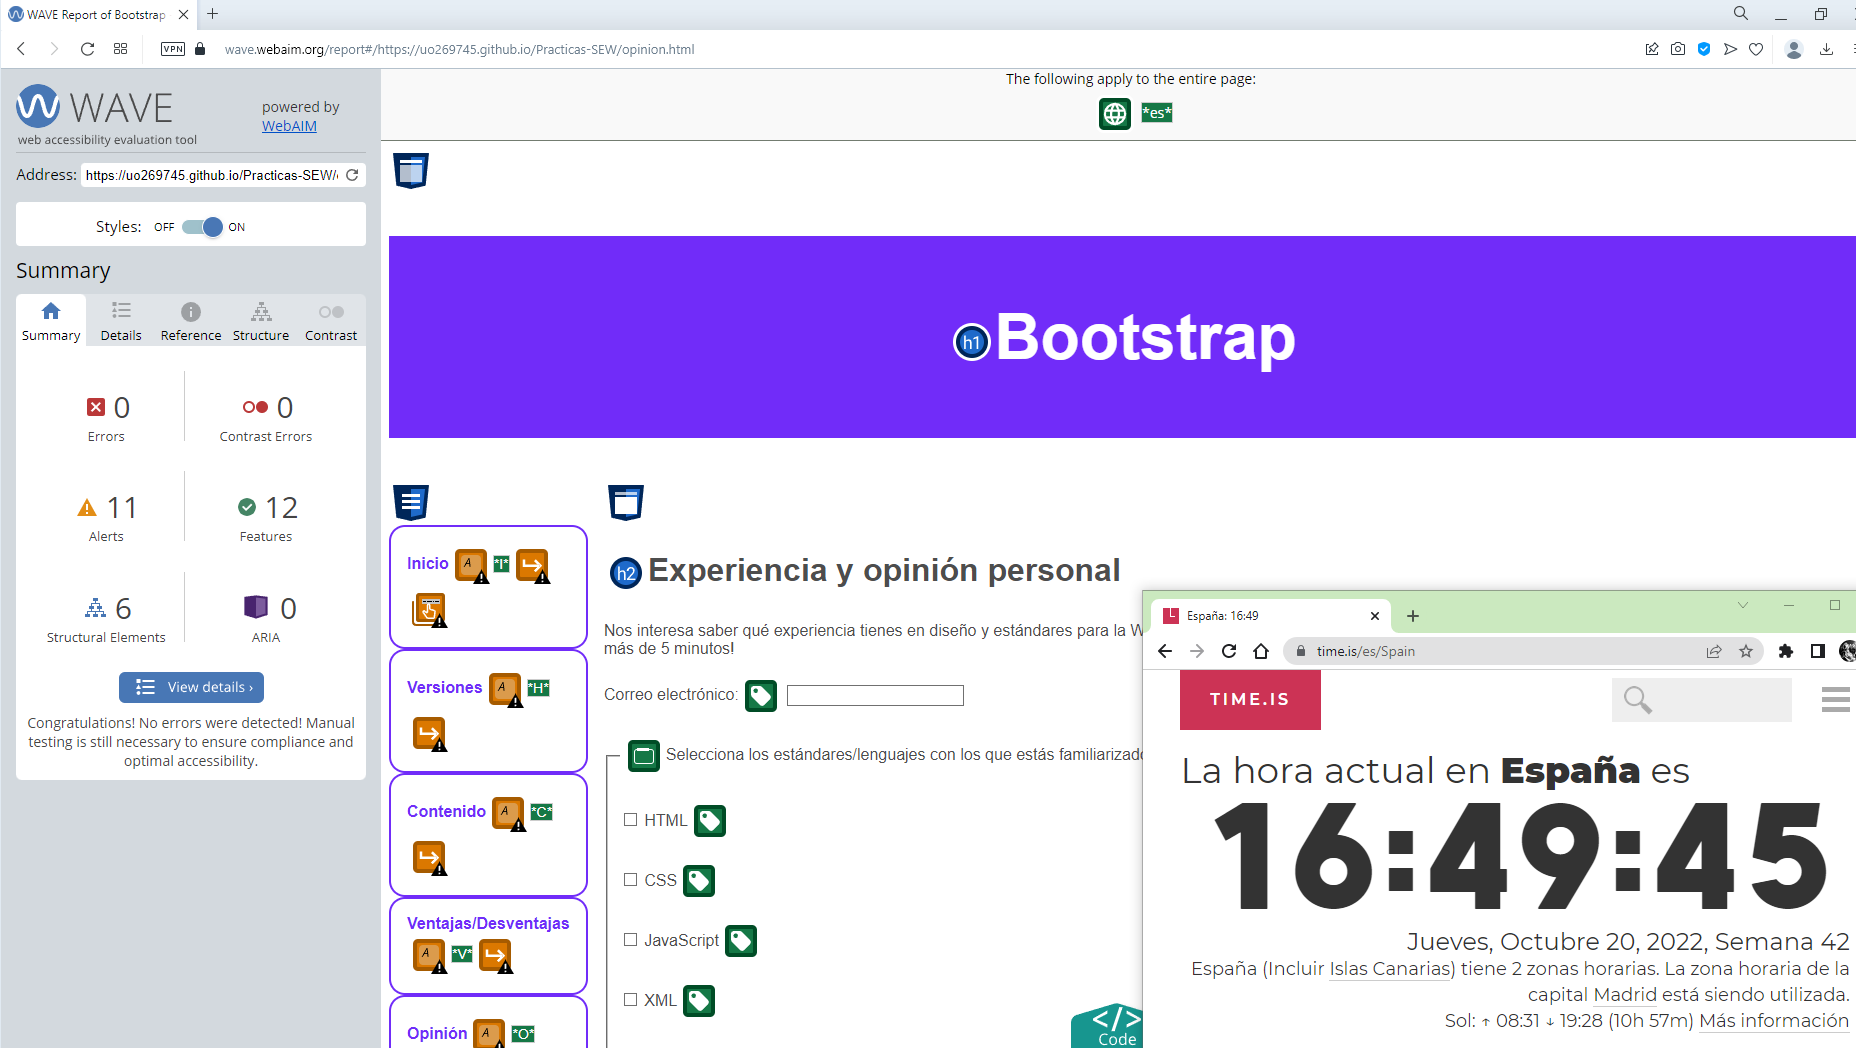 WAVE Report of Bootstrap
VPN
wave.webaim.org/report#/https://uo269745.github.io/Practicas-SEW/opinion.html
WAVE
web accessibility evaluation tool
powered by
WebAIM
Address: https://uo269745.github.io/Practicas-SEW/
Styles: OFF ON
Summary
Summary Details Reference Structure Contrast
0 0
Errors Contrast Errors
11 12
Alerts Features
6 0
Structural Elements ARIA
View details ›
Congratulations! No errors were detected! Manual
testing is still necessary to ensure compliance and
optimal accessibility.
The following apply to the entire page:
*es*
h1 Bootstrap
Inicio A *I*
Versiones A *H*
Contenido A *C*
Ventajas/Desventajas
A *V*
Opinión A *O*
h2 Experiencia y opinión personal
Nos interesa saber qué experiencia tienes en diseño y estándares para la W
más de 5 minutos!
Correo electrónico:
Selecciona los estándares/lenguajes con los que estás familiarizado
HTML
CSS
JavaScript
XML
</>
Code
España: 16:49
time.is/es/Spain
TIME.IS
La hora actual en España es
16:49:45
Jueves, Octubre 20, 2022, Semana 42
España (Incluir Islas Canarias) tiene 2 zonas horarias. La zona horaria de la
capital Madrid está siendo utilizada.
Sol: ↑ 08:31 ↓ 19:28 (10h 57m) Más información